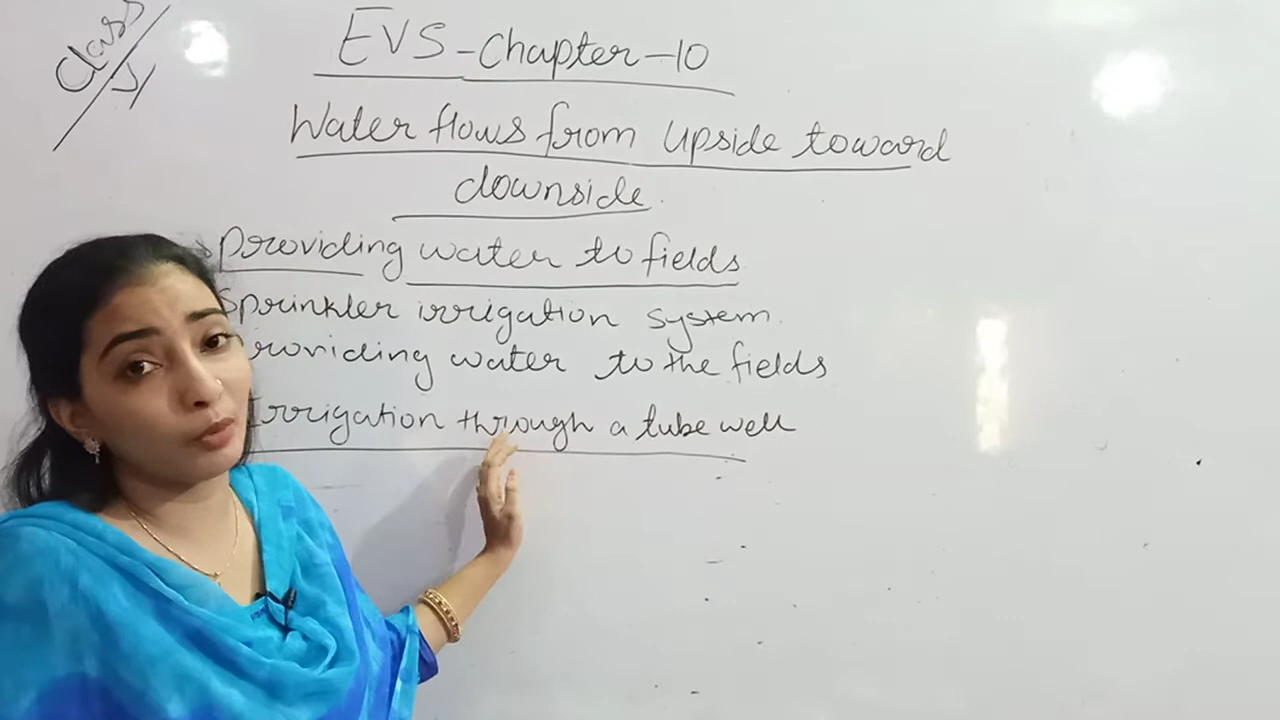 Class
EVS-Chapter-10
Water flows from upside toward
downside.
Providing water to fields
Sprinkler irrigation system.
roviding water to the fields
Irrigation through a tube well